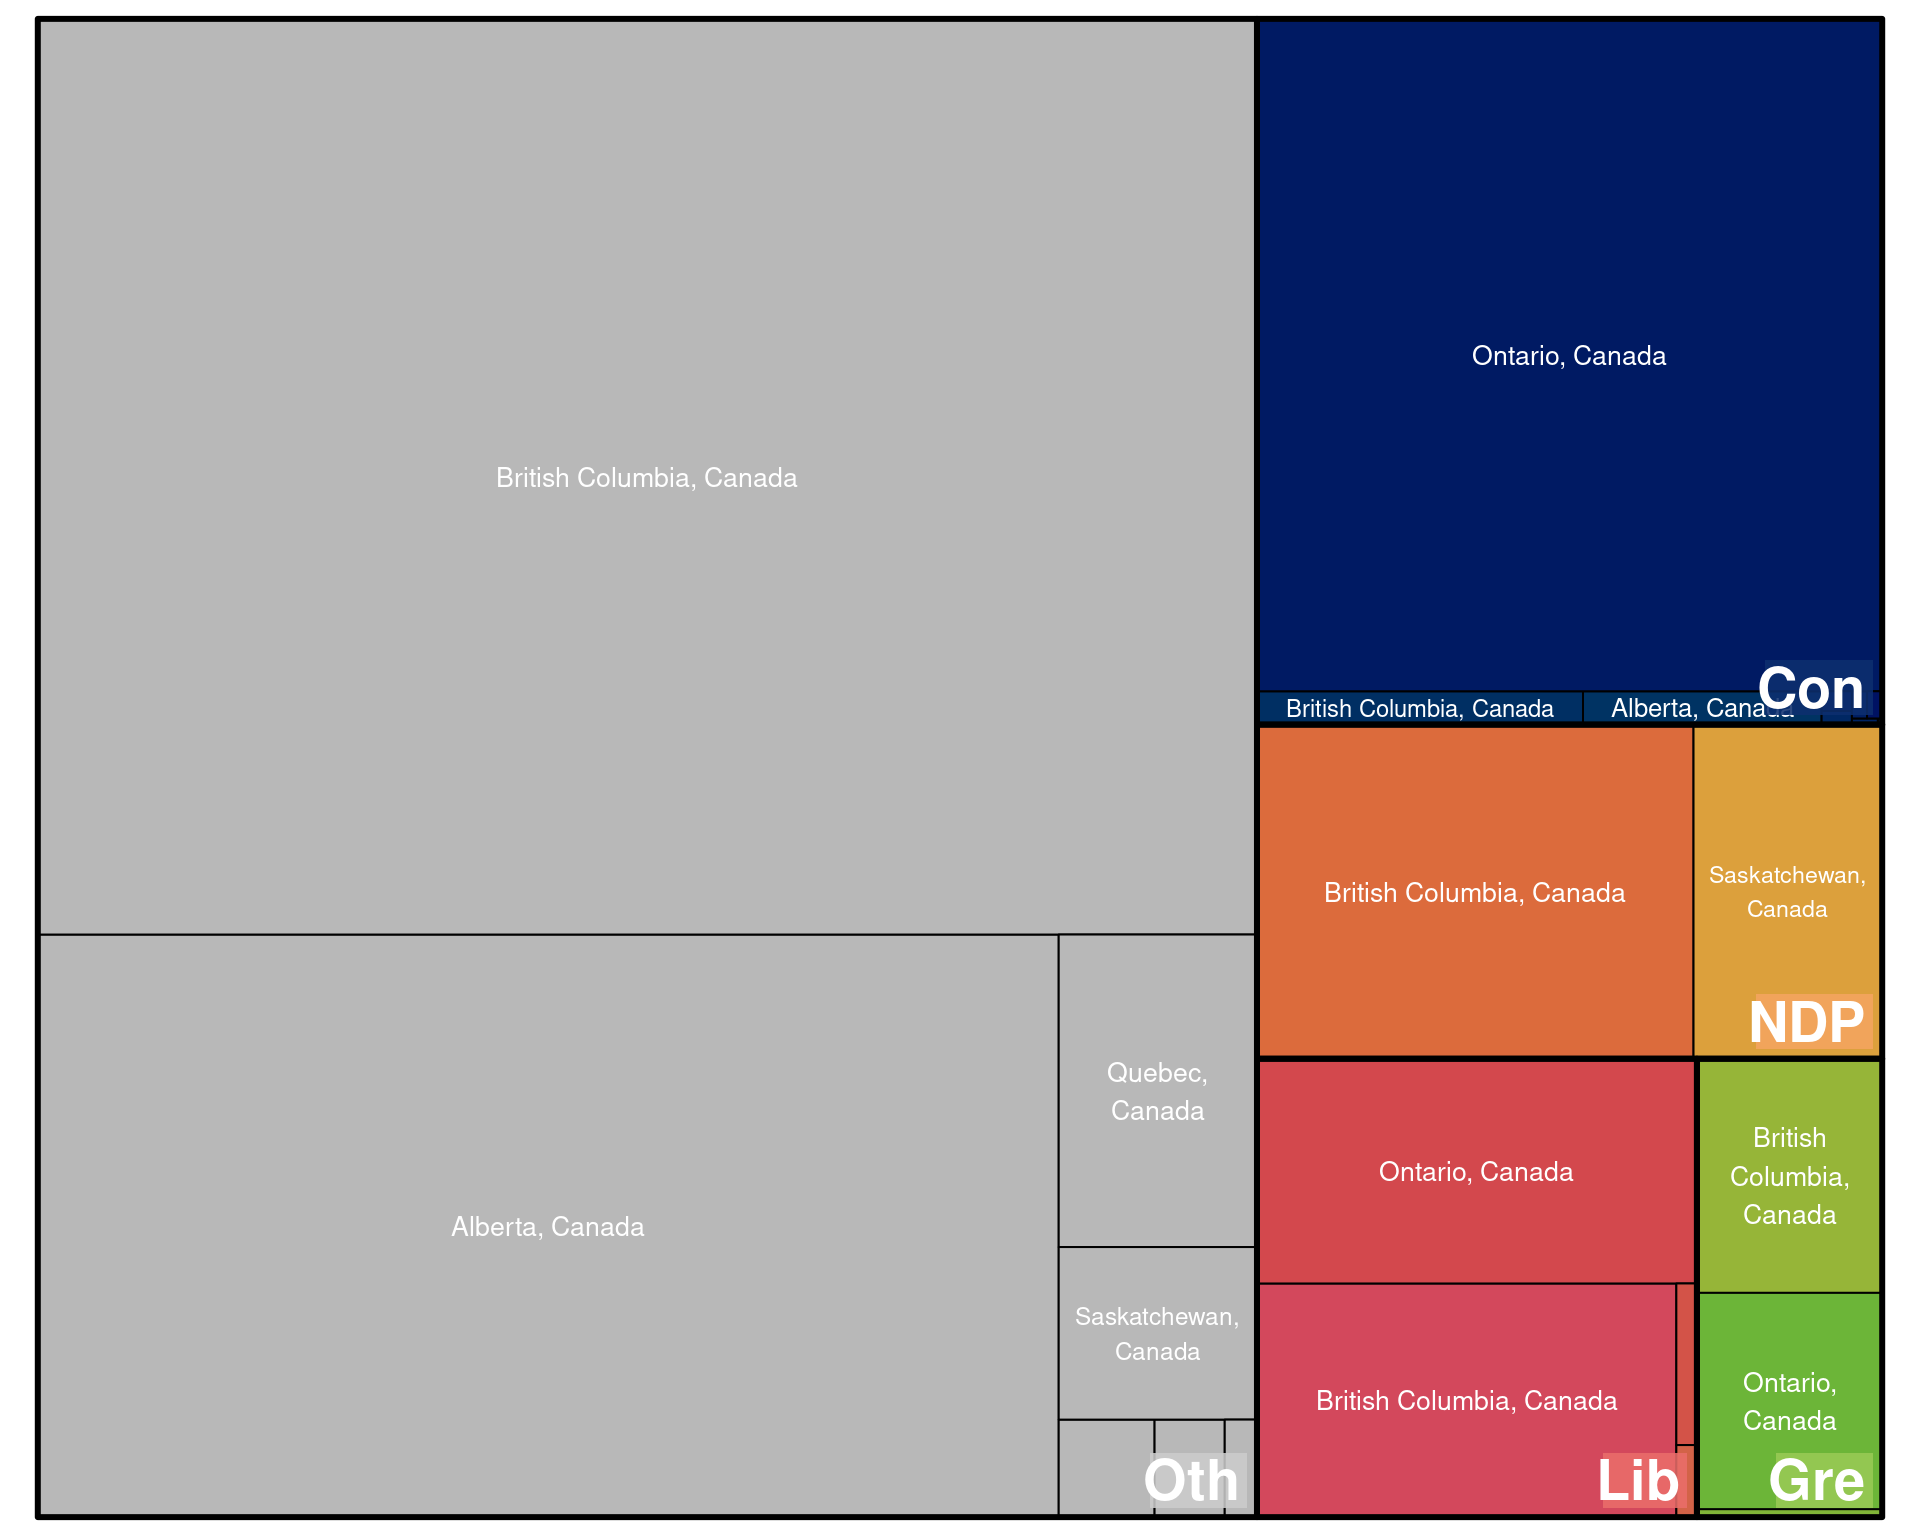 British Columbia, Canada
Alberta, Canada
Quebec,
Canada
Saskatchewan,
Canada
Oth
Ontario, Canada
British Columbia, Canada
Alberta, Canada
Con
British Columbia, Canada
Saskatchewan,
Canada
NDP
Ontario, Canada
British Columbia, Canada
Lib
British
Columbia,
Canada
Ontario,
Canada
Gre